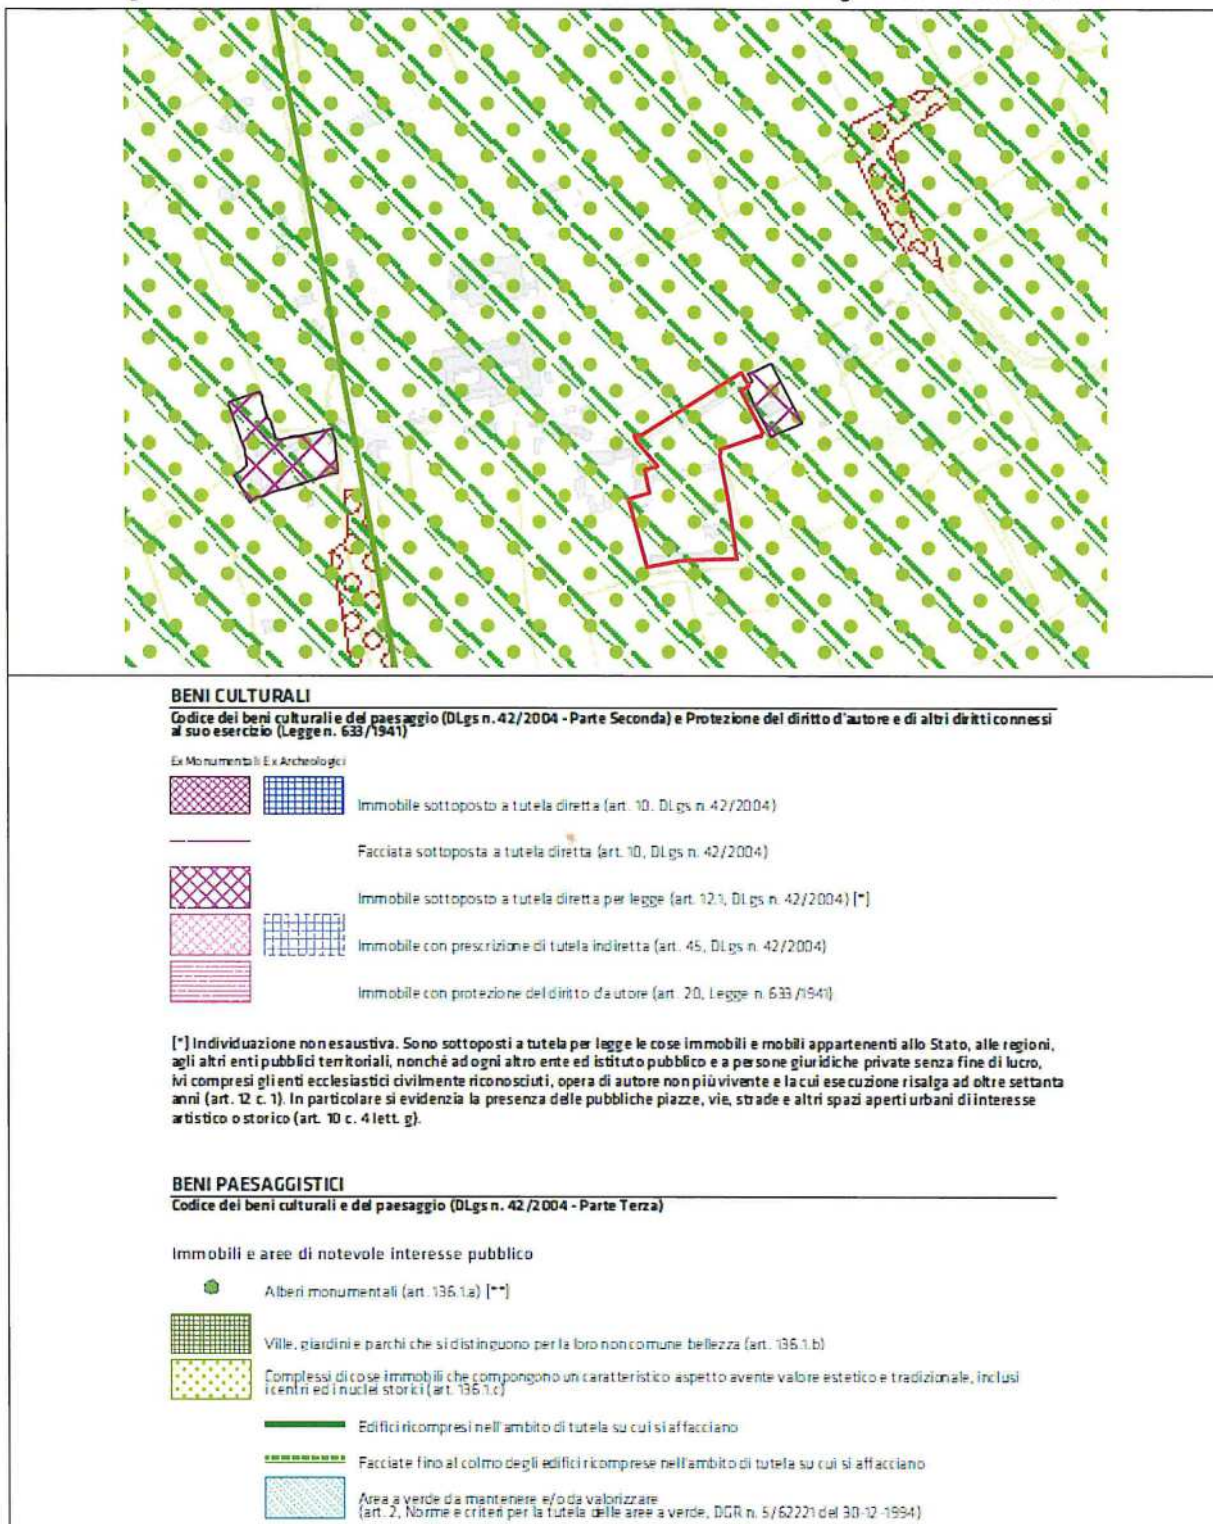 BENI CULTURALI
Codice dei beni culturali e del paesaggio (DLgs n. 42/2004 - Parte Seconda) e Protezione del diritto d'autore e di altri diritti connessi
al suo esercizio (Legge n. 633/1941)
Ex Monumentali Ex Archeologici
Immobile sottoposto a tutela diretta (art. 10, DLgs n. 42/2004)
Facciata sottoposta a tutela diretta (art. 10, DLgs n. 42/2004)
Immobile sottoposto a tutela diretta per legge (art. 12.1, DLgs n. 42/2004) [*]
Immobile con prescrizione di tutela indiretta (art. 45, DLgs n. 42/2004)
Immobile con protezione del diritto d'autore (art. 20, Legge n. 633/1941)
[*] Individuazione non esaustiva. Sono sottoposti a tutela per legge le cose immobili e mobili appartenenti allo Stato, alle regioni,
agli altri enti pubblici territoriali, nonché ad ogni altro ente ed istituto pubblico e a persone giuridiche private senza fine di lucro,
ivi compresi gli enti ecclesiastici civilmente riconosciuti, opera di autore non più vivente e la cui esecuzione risalga ad oltre settanta
anni (art. 12 c. 1). In particolare si evidenzia la presenza delle pubbliche piazze, vie, strade e altri spazi aperti urbani di interesse
artistico o storico (art. 10 c. 4 lett. g).
BENI PAESAGGISTICI
Codice dei beni culturali e del paesaggio (DLgs n. 42/2004 - Parte Terza)
Immobili e aree di notevole interesse pubblico
Alberi monumentali (art. 136.1.a) [**]
Ville, giardini e parchi che si distinguono per la loro non comune bellezza (art. 136.1.b)
Complessi di cose immobili che compongono un caratteristico aspetto avente valore estetico e tradizionale, inclusi
i centri ed i nuclei storici (art. 136.1.c)
Edifici ricompresi nell'ambito di tutela su cui si affacciano
Facciate fino al colmo degli edifici ricomprese nell'ambito di tutela su cui si affacciano
Area a verde da mantenere e/o da valorizzare
(art. 2, Norme e criteri per la tutela delle aree a verde, DGR n. 5/62221 del 30-12-1994)